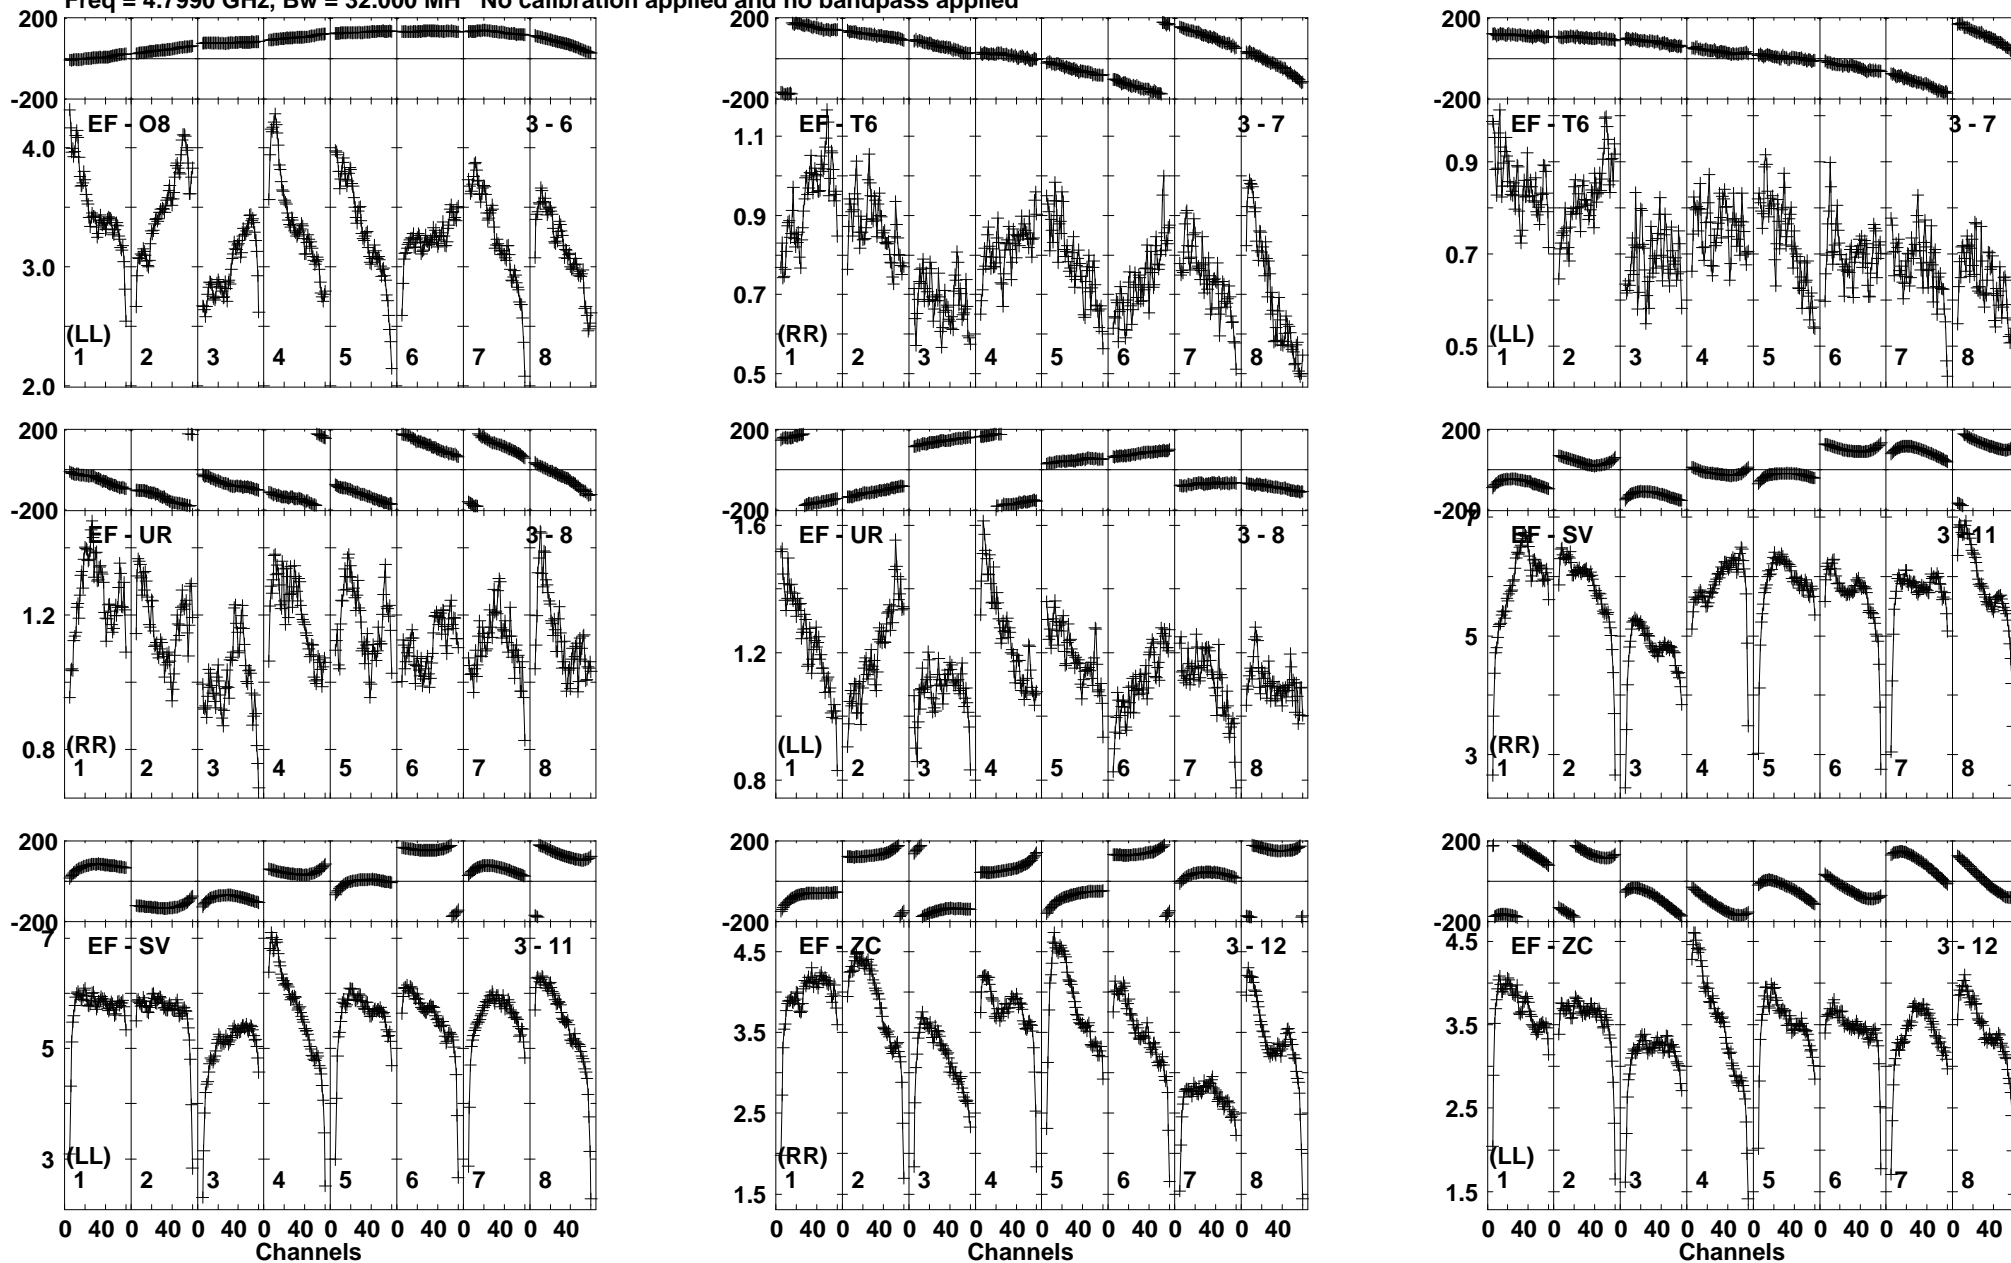 Freq = 4.7990 GHz, Bw = 32.000 MH No calibration applied and no bandpass applied
200
-200
EF - O8
3 - 6
4.0
3.0
2.0
(LL)
1 2 3 4 5 6 7 8
200
-200
EF - T6
3 - 7
1.1
0.9
0.7
0.5
(RR)
1 2 3 4 5 6 7 8
200
-200
EF - T6
3 - 7
0.9
0.7
0.5
(LL)
1 2 3 4 5 6 7 8
200
-200
EF - UR
3 - 8
1.2
0.8
(RR)
1 2 3 4 5 6 7 8
200
-200
1.6
EF - UR
3 - 8
1.2
0.8
(LL)
1 2 3 4 5 6 7 8
200
-200
7
EF - SV
3 - 11
5
3
(RR)
1 2 3 4 5 6 7 8
200
-200
7
EF - SV
3 - 11
5
3
(LL)
1 2 3 4 5 6 7 8
0 40 0 40 0 40 0 40 0 40 0 40 0 40 0 40
Channels
200
-200
EF - ZC
3 - 12
4.5
3.5
2.5
1.5
(RR)
1 2 3 4 5 6 7 8
0 40 0 40 0 40 0 40 0 40 0 40 0 40 0 40
Channels
200
-200
4.5
EF - ZC
3 - 12
3.5
2.5
1.5
(LL)
1 2 3 4 5 6 7 8
0 40 0 40 0 40 0 40 0 40 0 40 0 40 0 40
Channels